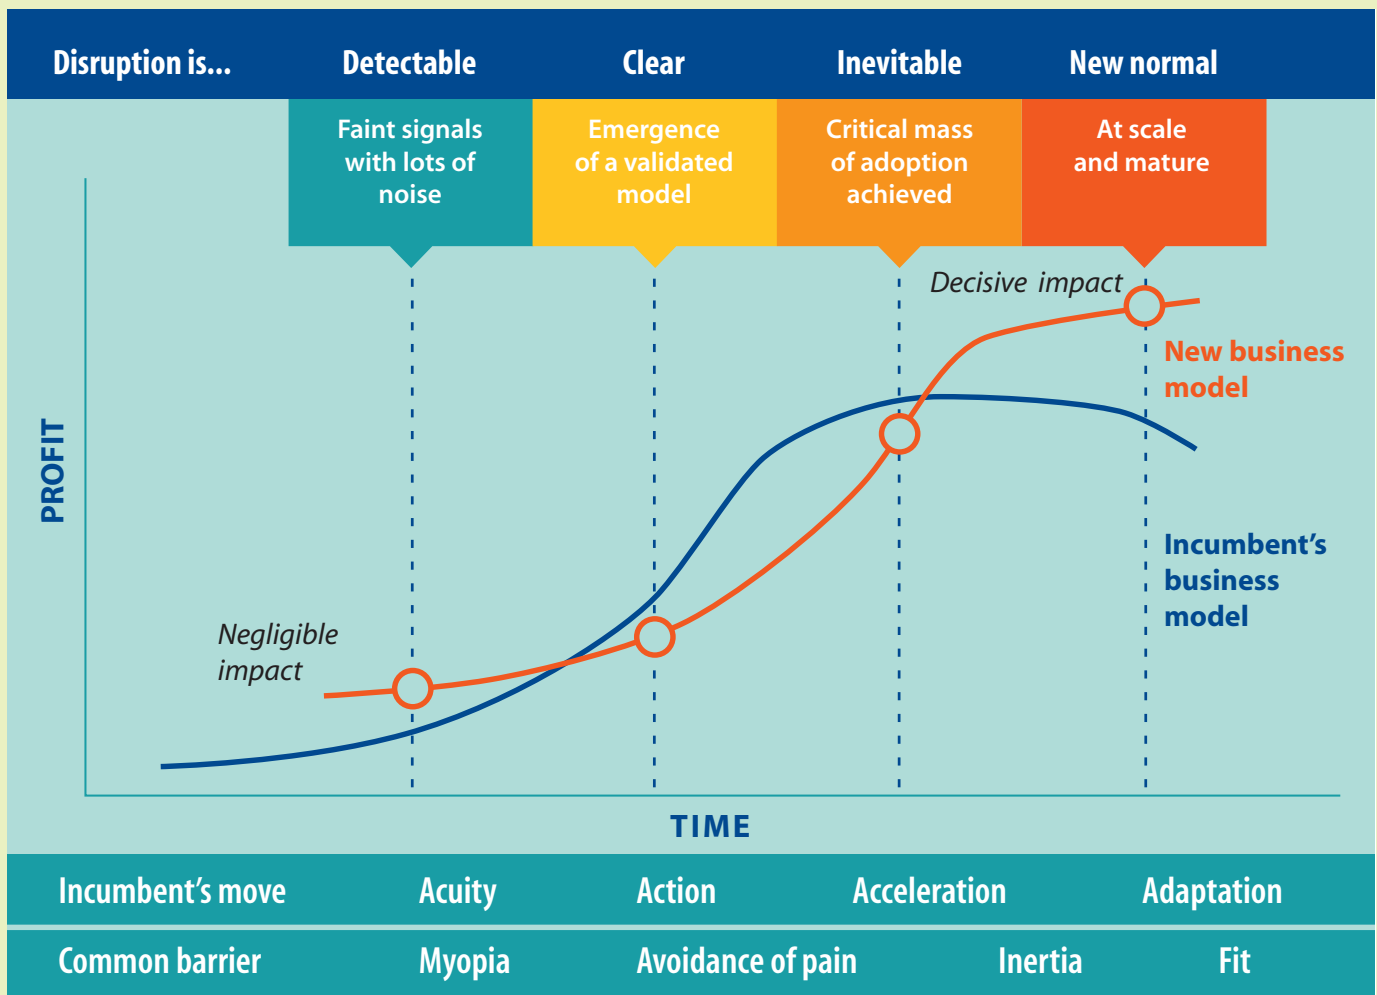 Disruption is... Detectable Clear Inevitable New normal
Faint signals
with lots of
noise
Emergence
of a validated
model
Critical mass
of adoption
achieved
At scale
and mature
Decisive impact
New business
model
PROFIT
Incumbent’s
business
model
Negligible
impact
TIME
Incumbent’s move Acuity Action Acceleration Adaptation
Common barrier Myopia Avoidance of pain Inertia Fit